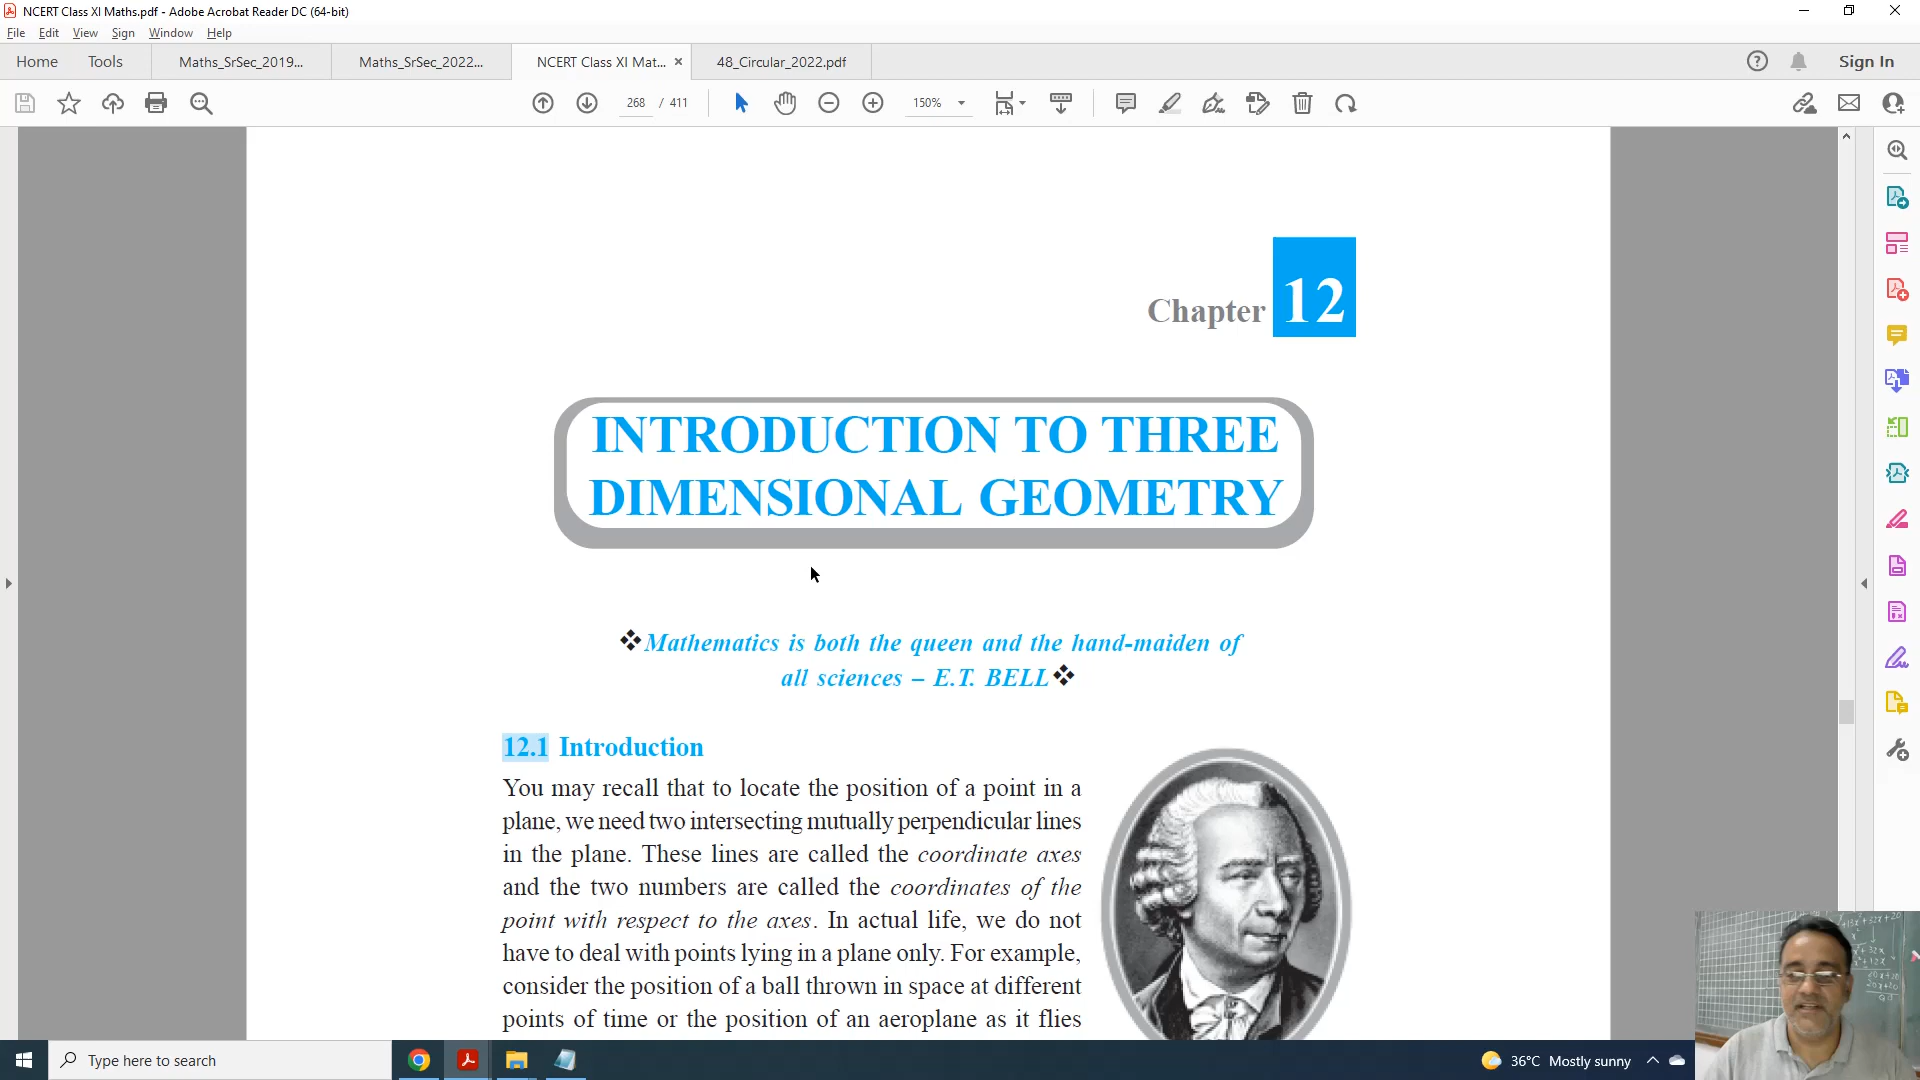 NCERT Class XI Maths.pdf - Adobe Acrobat Reader DC (64-bit)
File Edit View Sign Window Help
Home Tools Maths_SrSec_2019... Maths_SrSec_2022... NCERT Class XI Mat... × 48_Circular_2022.pdf Sign In
268 / 411 150%
Chapter 12
INTRODUCTION TO THREE
DIMENSIONAL GEOMETRY
❖Mathematics is both the queen and the hand-maiden of
all sciences – E.T. BELL❖
12.1 Introduction
You may recall that to locate the position of a point in a
plane, we need two intersecting mutually perpendicular lines
in the plane. These lines are called the coordinate axes
and the two numbers are called the coordinates of the
point with respect to the axes. In actual life, we do not
have to deal with points lying in a plane only. For example,
consider the position of a ball thrown in space at different
points of time or the position of an aeroplane as it flies
Type here to search
36°C Mostly sunny